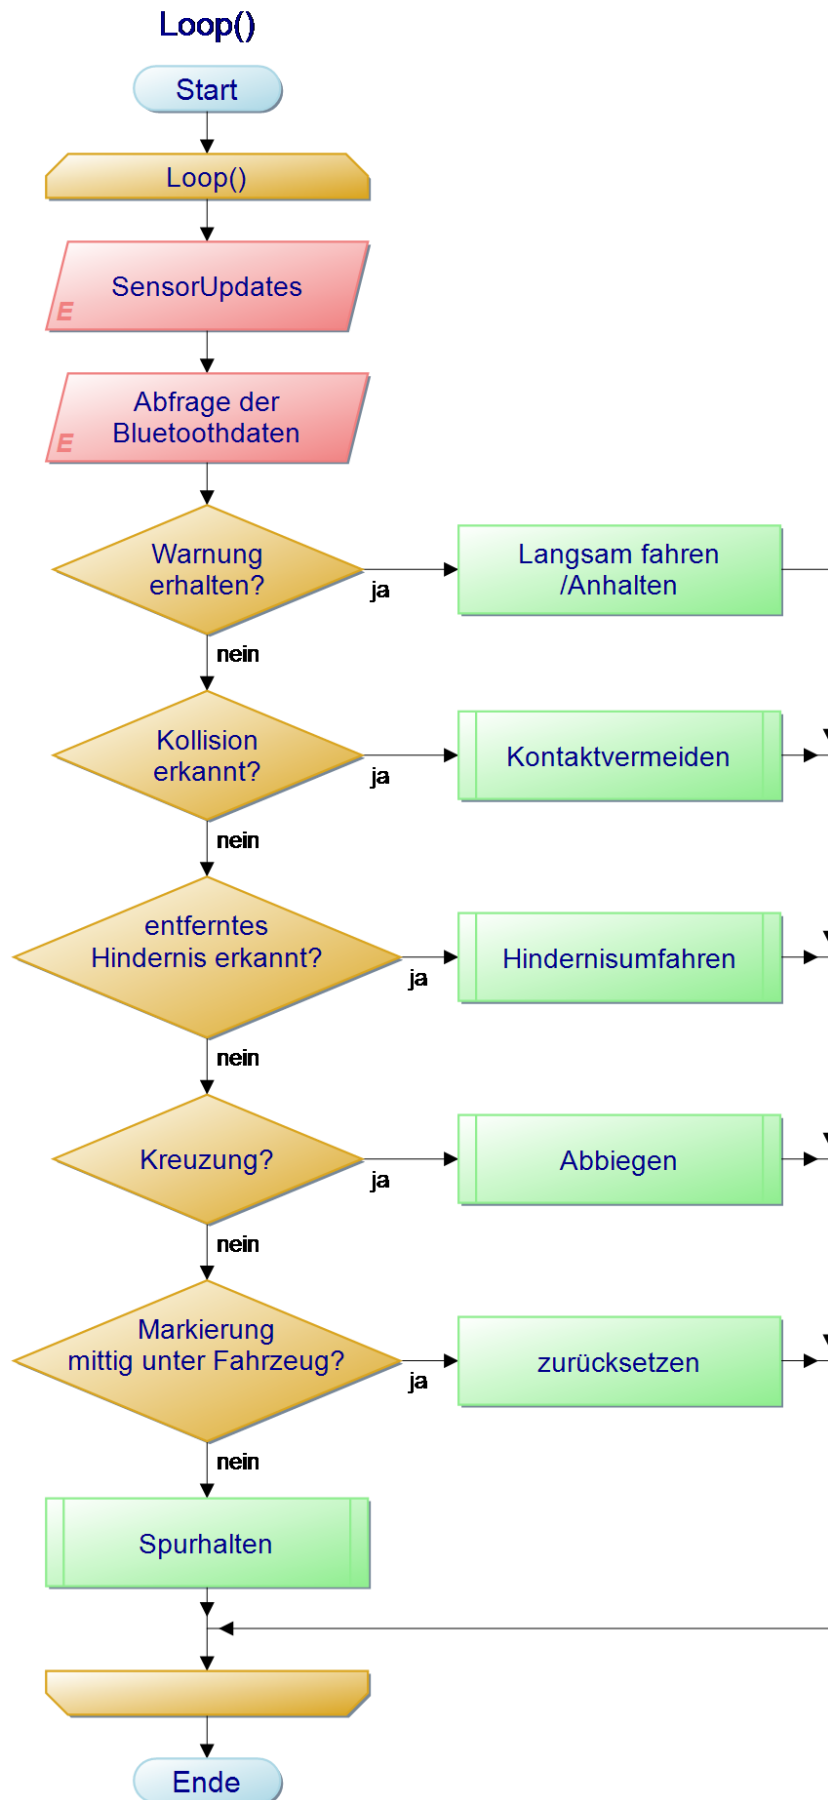 Loop()
Start
Loop()
SensorUpdates
E
Abfrage der
Bluetoothdaten
E
Warnung
erhalten?
ja
Langsam fahren
/Anhalten
nein
Kollision
erkannt?
ja
Kontaktvermeiden
nein
entferntes
Hindernis erkannt?
ja
Hindernisumfahren
nein
Kreuzung?
ja
Abbiegen
nein
Markierung
mittig unter Fahrzeug?
ja
zurücksetzen
nein
Spurhalten
Ende